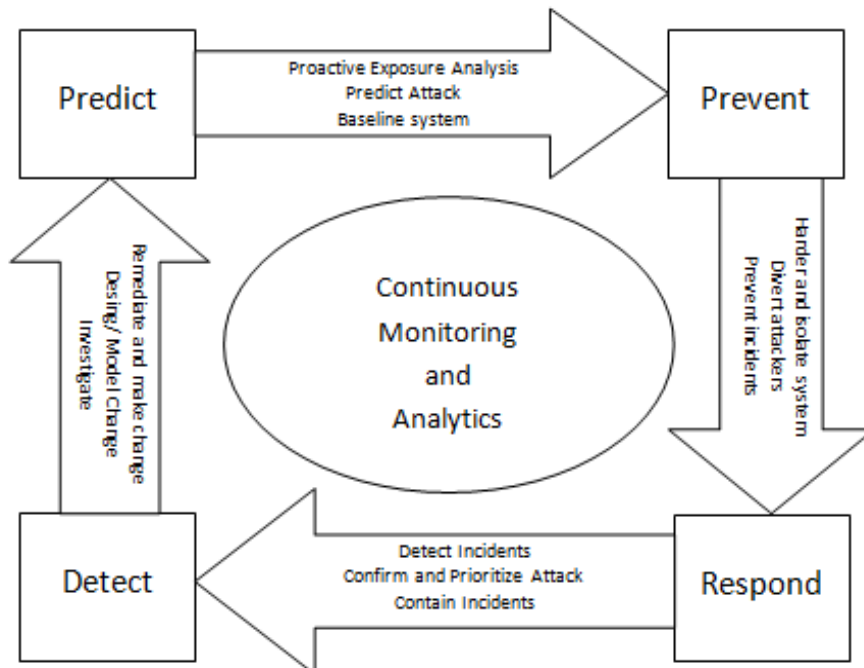 Predict
Proactive Exposure Analysis
Predict Attack
Baseline system
Prevent
Harder and isolate system
Divert attackers
Prevent incidents
Continuous
Monitoring
and
Analytics
Remediate and make change
Desing/ Model Change
Investigate
Detect
Detect Incidents
Confirm and Prioritize Attack
Contain Incidents
Respond